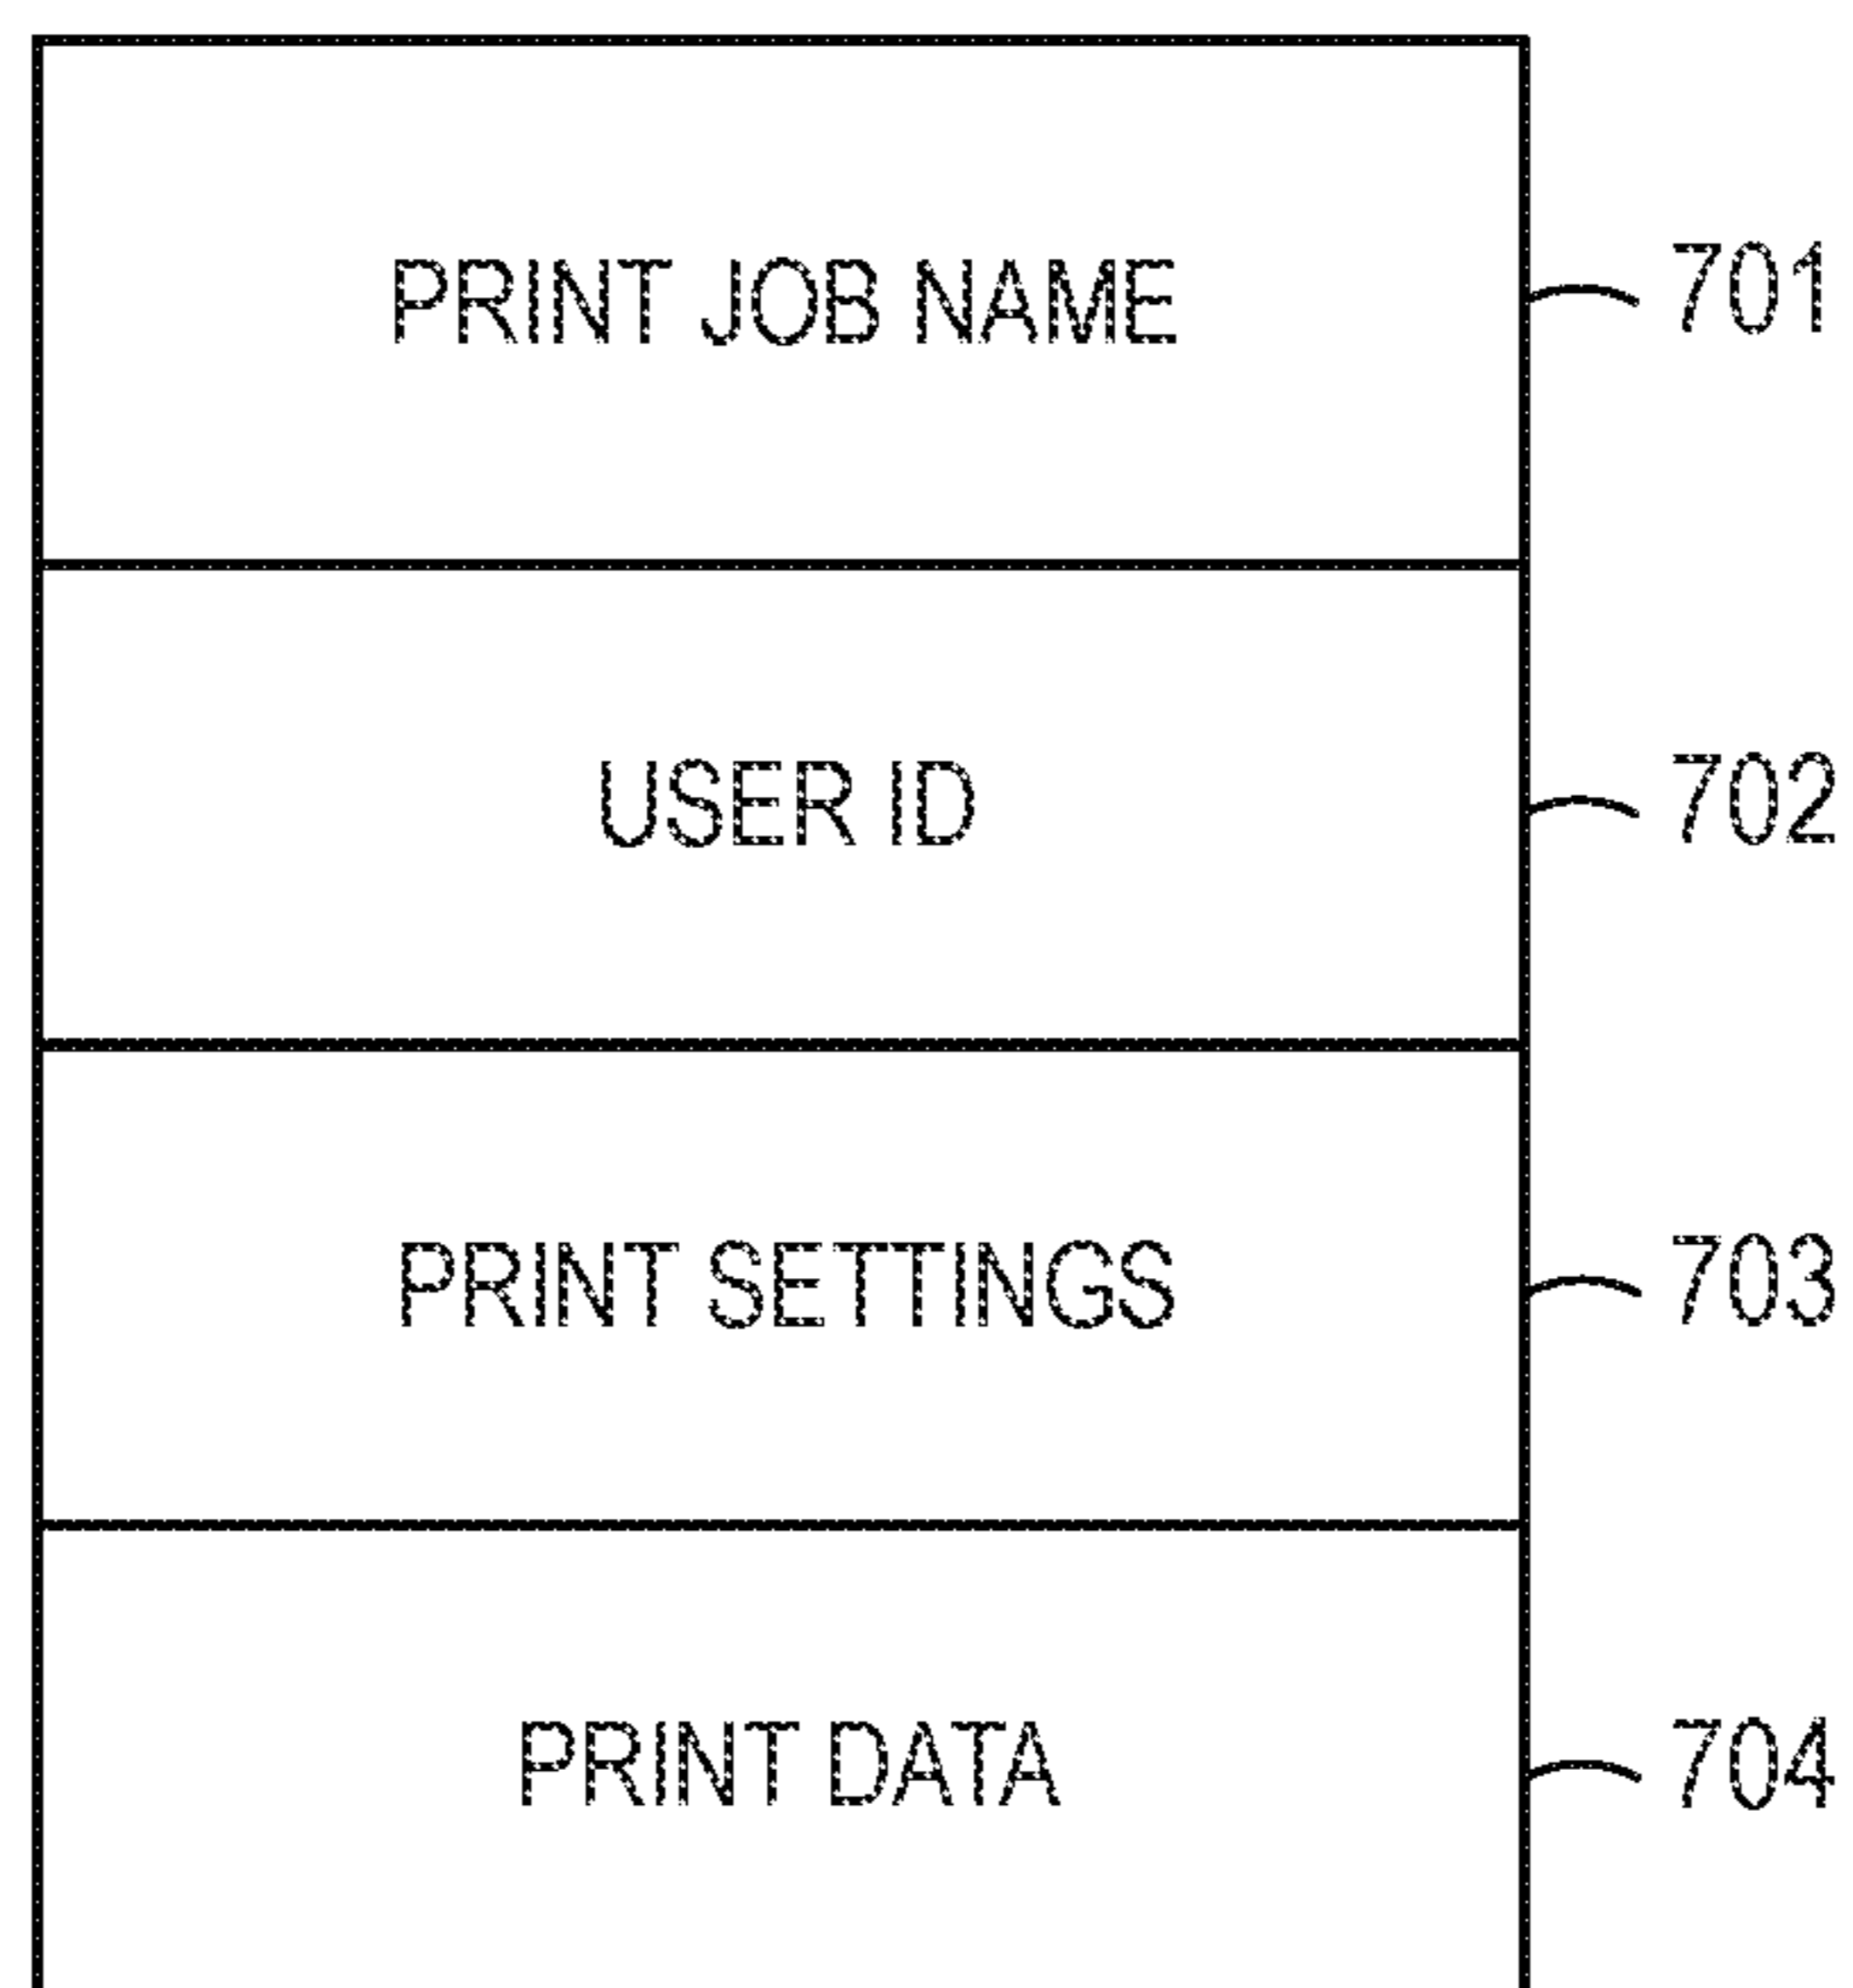 PRINT JOB NAME 701
USER ID 702
PRINT SETTINGS 703
PRINT DATA 704